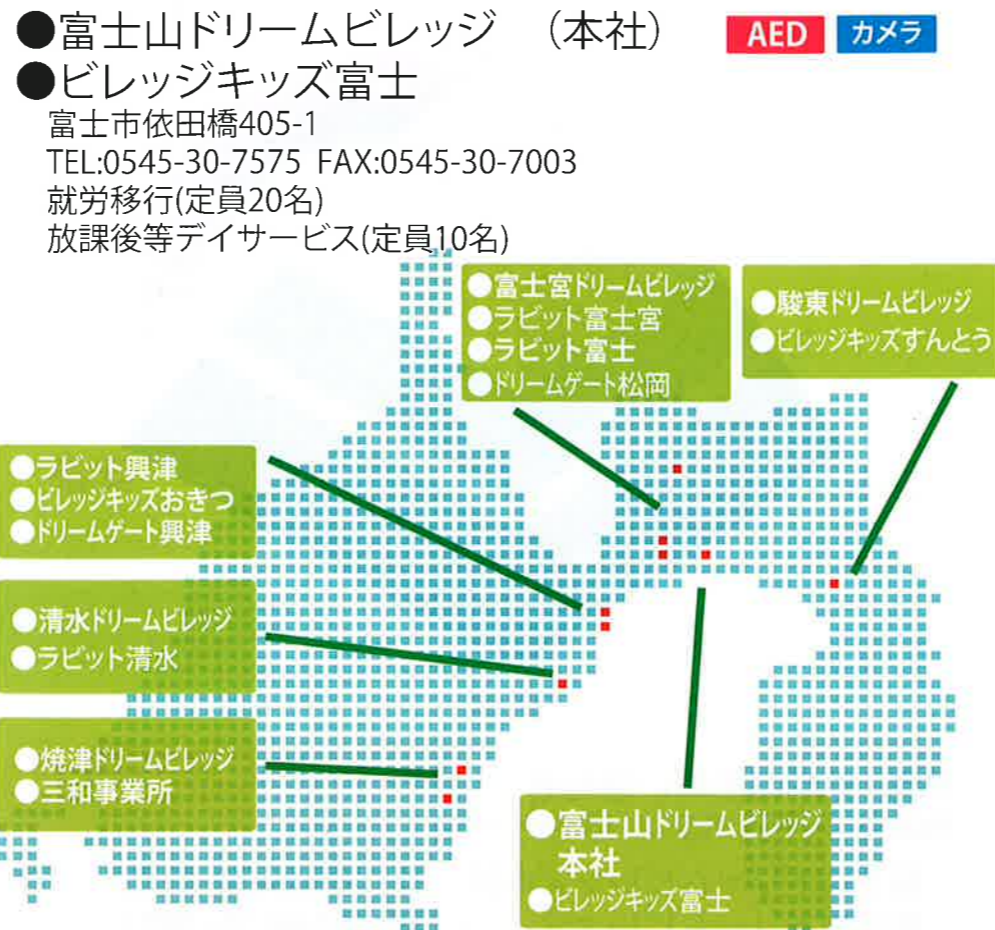 ●富士山ドリームビレッジ （本社） AED カメラ
●ビレッジキッズ富士
富士市依田橋405-1
TEL:0545-30-7575 FAX:0545-30-7003
就労移行(定員20名)
放課後等デイサービス(定員10名)
●富士宮ドリームビレッジ
●ラビット富士宮
●ラビット富士
●ドリームゲート松岡
●駿東ドリームビレッジ
●ビレッジキッズすんとう
●ラビット興津
●ビレッジキッズおきつ
●ドリームゲート興津
●清水ドリームビレッジ
●ラビット清水
●焼津ドリームビレッジ
●三和事業所
●富士山ドリームビレッジ
本社
●ビレッジキッズ富士